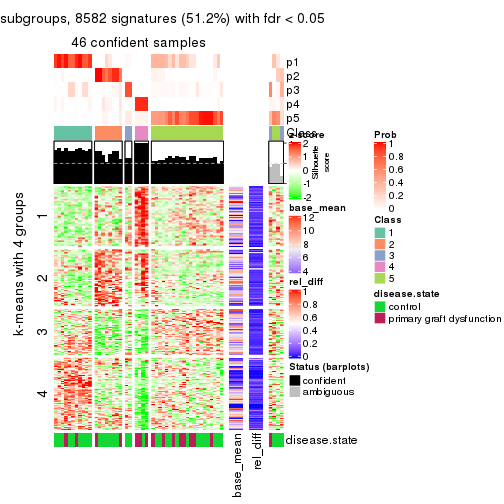 subgroups, 8582 signatures (51.2%) with fdr < 0.05
46 confident samples
p1
p2
p3
p4
p5
Class
z-score
2
1
0
-1
-2
Silhouette
score
base_mean
12
10
8
6
4
rel_diff
1
0.8
0.6
0.4
0.2
0
Status (barplots)
confident
ambiguous
Prob
1
0.8
0.6
0.4
0.2
0
Class
1
2
3
4
5
disease.state
control
primary graft dysfunction
k-means with 4 groups
1
2
3
4
disease.state
base_mean
rel_diff